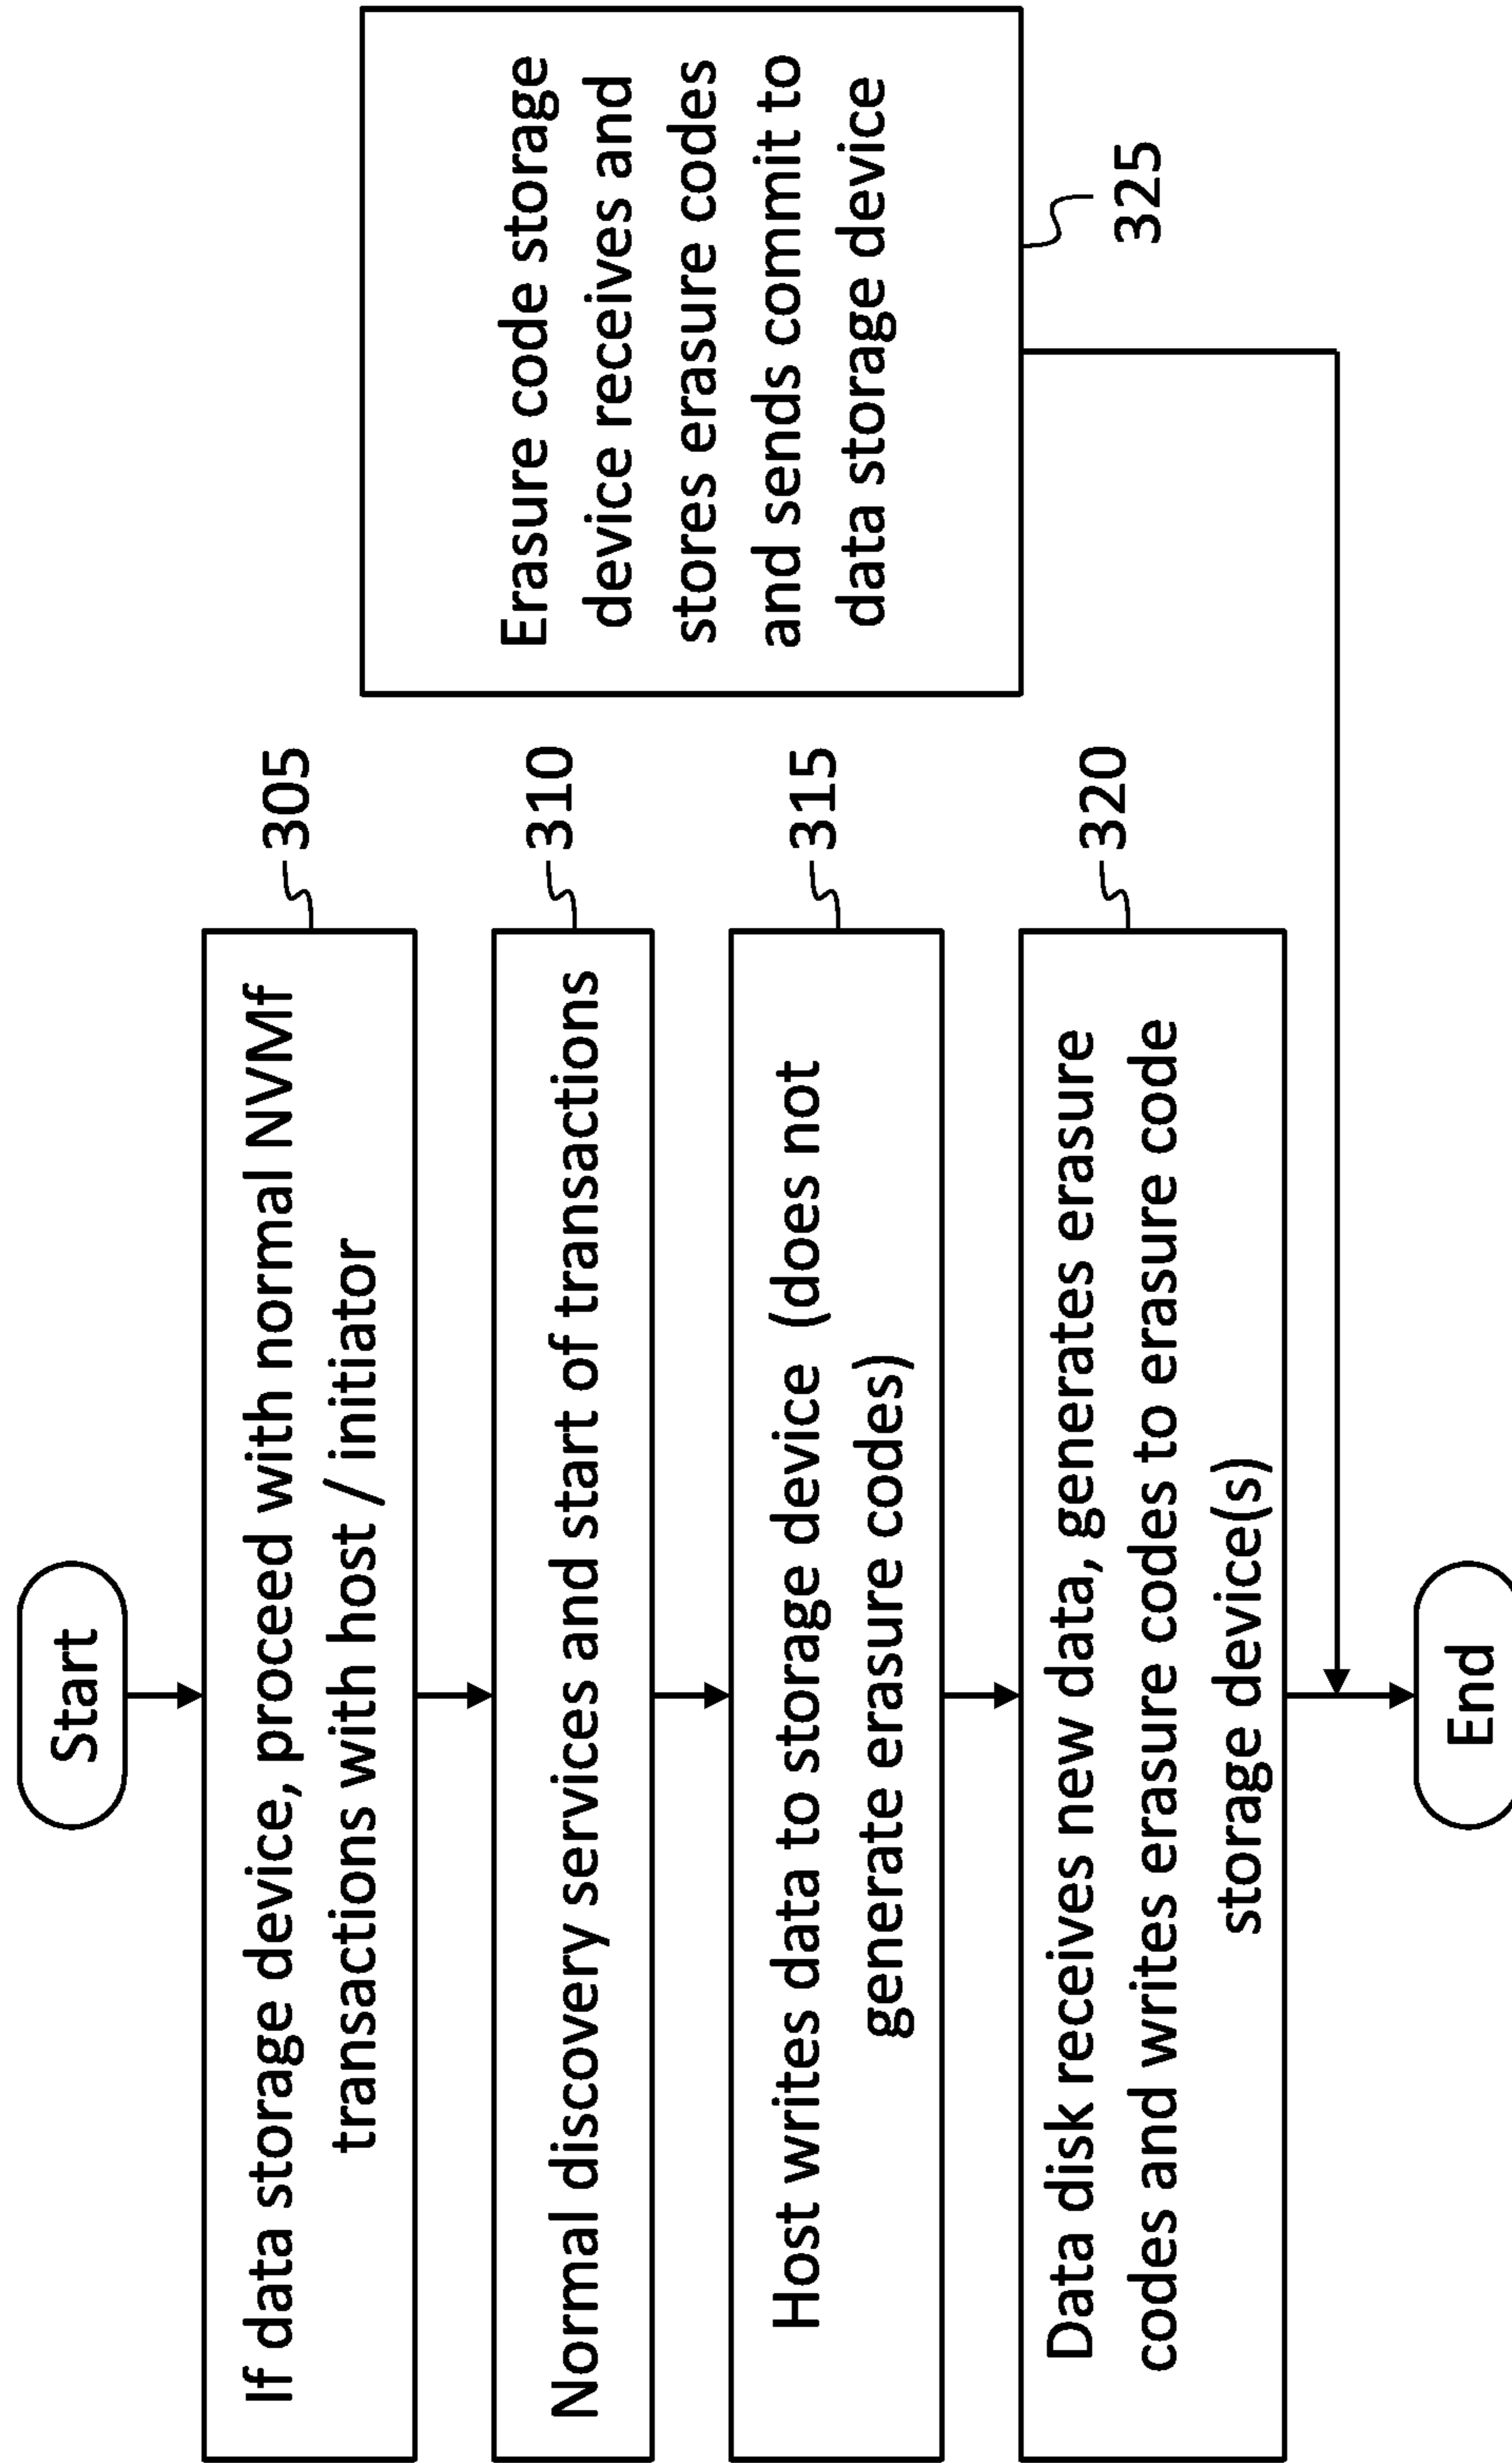 Start
If data storage device, proceed with normal NVMf
transactions with host / initiator
305
Normal discovery services and start of transactions
310
Host writes data to storage device (does not
generate erasure codes)
315
Data disk receives new data, generates erasure
codes and writes erasure codes to erasure code
storage device(s)
320
Erasure code storage
device receives and
stores erasure codes
and sends commit to
data storage device
325
End